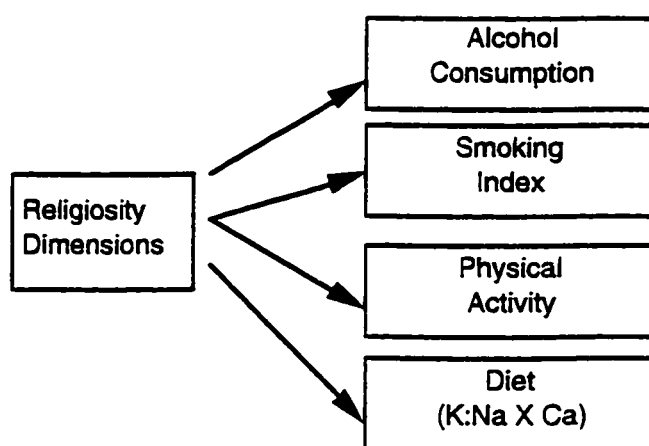 Religiosity
Dimensions
Alcohol
Consumption
Smoking
Index
Physical
Activity
Diet
(K:Na X Ca)